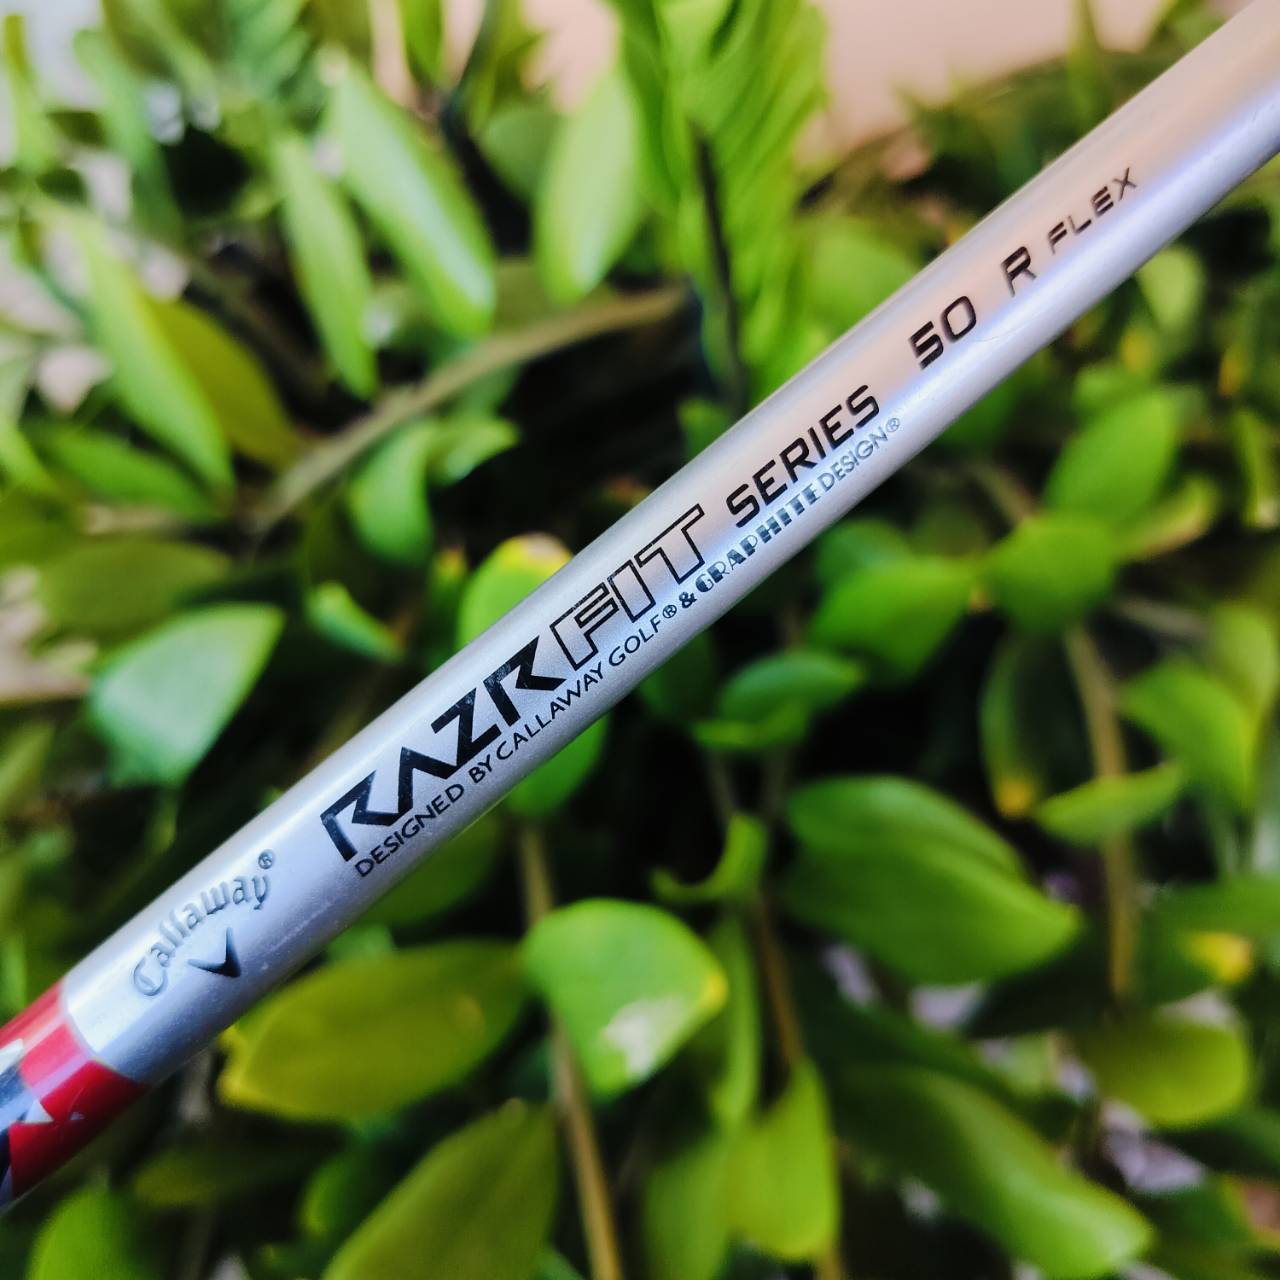 Callaway®
RAZR FIT SERIES 50 R FLEX
DESIGNED BY CALLAWAY GOLF® & GRAPHITE DESIGN®